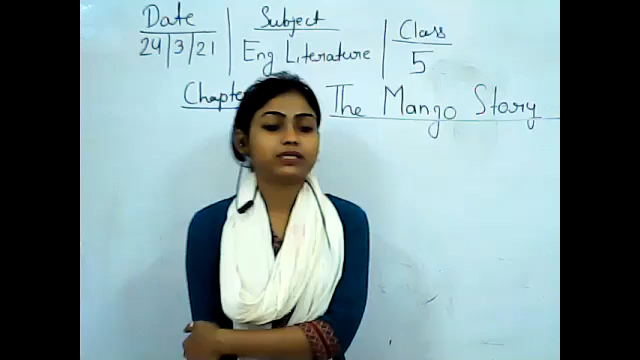 Date Subject Class
24|3|21 Eng Literature 5
Chapte The Mango Story